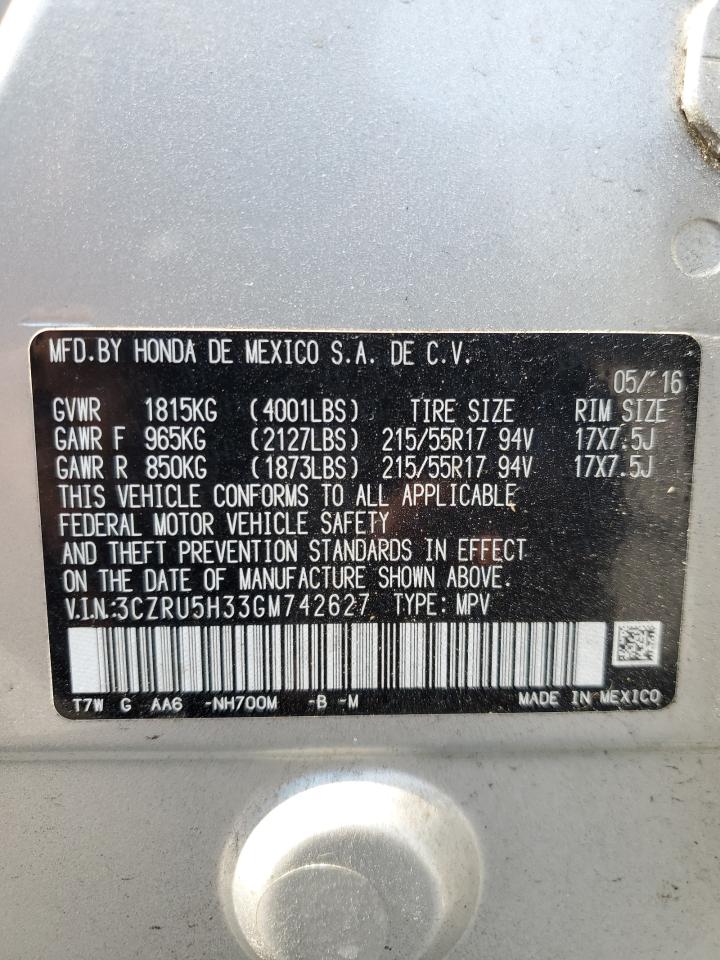 MFD.BY HONDA DE MEXICO S.A. DE C.V.
05/16
GVWR 1815KG (4001LBS) TIRE SIZE RIM SIZE
GAWR F 965KG (2127LBS) 215/55R17 94V 17X7.5J
GAWR R 850KG (1873LBS) 215/55R17 94V 17X7.5J
THIS VEHICLE CONFORMS TO ALL APPLICABLE
FEDERAL MOTOR VEHICLE SAFETY
AND THEFT PREVENTION STANDARDS IN EFFECT
ON THE DATE OF MANUFACTURE SHOWN ABOVE.
V.I.N.:3CZRU5H33GM742627 TYPE: MPV
T7W G AA6 -NH700M -B -M MADE IN MEXICO